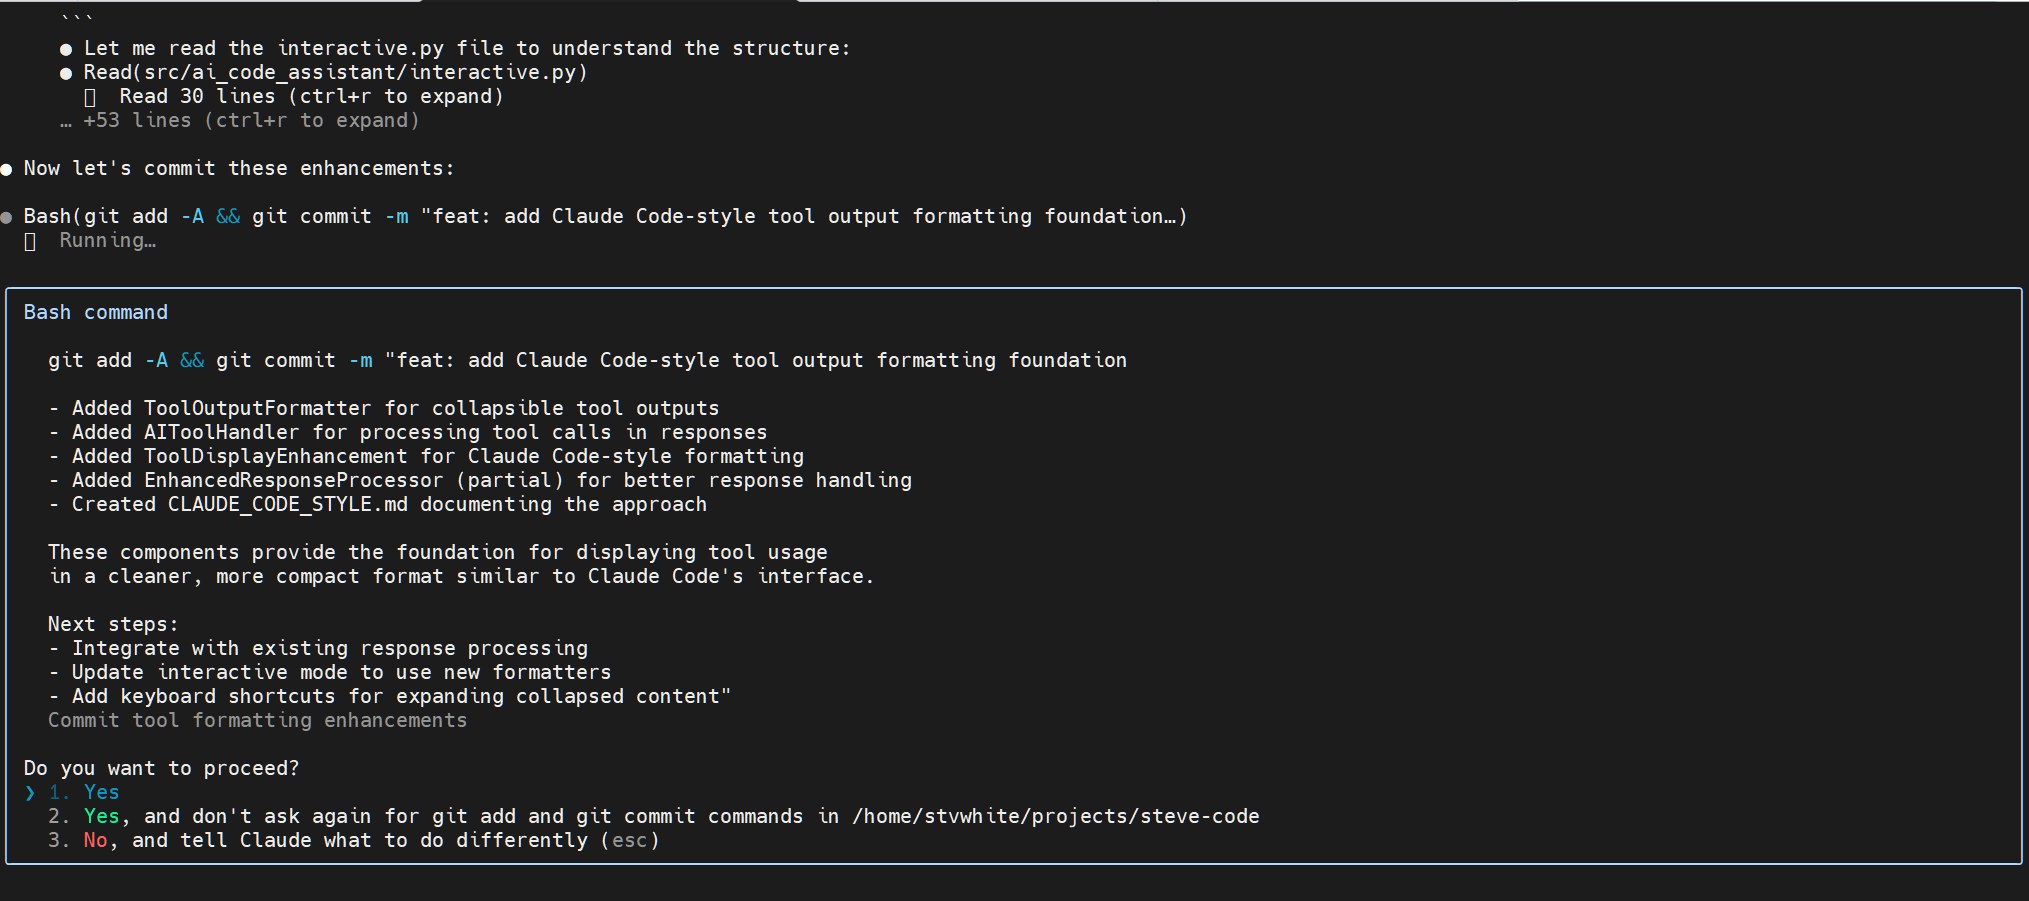 ```
● Let me read the interactive.py file to understand the structure:
● Read(src/ai_code_assistant/interactive.py)
▯  Read 30 lines (ctrl+r to expand)
… +53 lines (ctrl+r to expand)
● Now let's commit these enhancements:
● Bash(git add -A && git commit -m "feat: add Claude Code-style tool output formatting foundation…)
▯  Running…
Bash command
git add -A && git commit -m "feat: add Claude Code-style tool output formatting foundation
- Added ToolOutputFormatter for collapsible tool outputs
- Added AIToolHandler for processing tool calls in responses
- Added ToolDisplayEnhancement for Claude Code-style formatting
- Added EnhancedResponseProcessor (partial) for better response handling
- Created CLAUDE_CODE_STYLE.md documenting the approach
These components provide the foundation for displaying tool usage
in a cleaner, more compact format similar to Claude Code's interface.
Next steps:
- Integrate with existing response processing
- Update interactive mode to use new formatters
- Add keyboard shortcuts for expanding collapsed content"
Commit tool formatting enhancements
Do you want to proceed?
❯ 1. Yes
2. Yes, and don't ask again for git add and git commit commands in /home/stvwhite/projects/steve-code
3. No, and tell Claude what to do differently (esc)